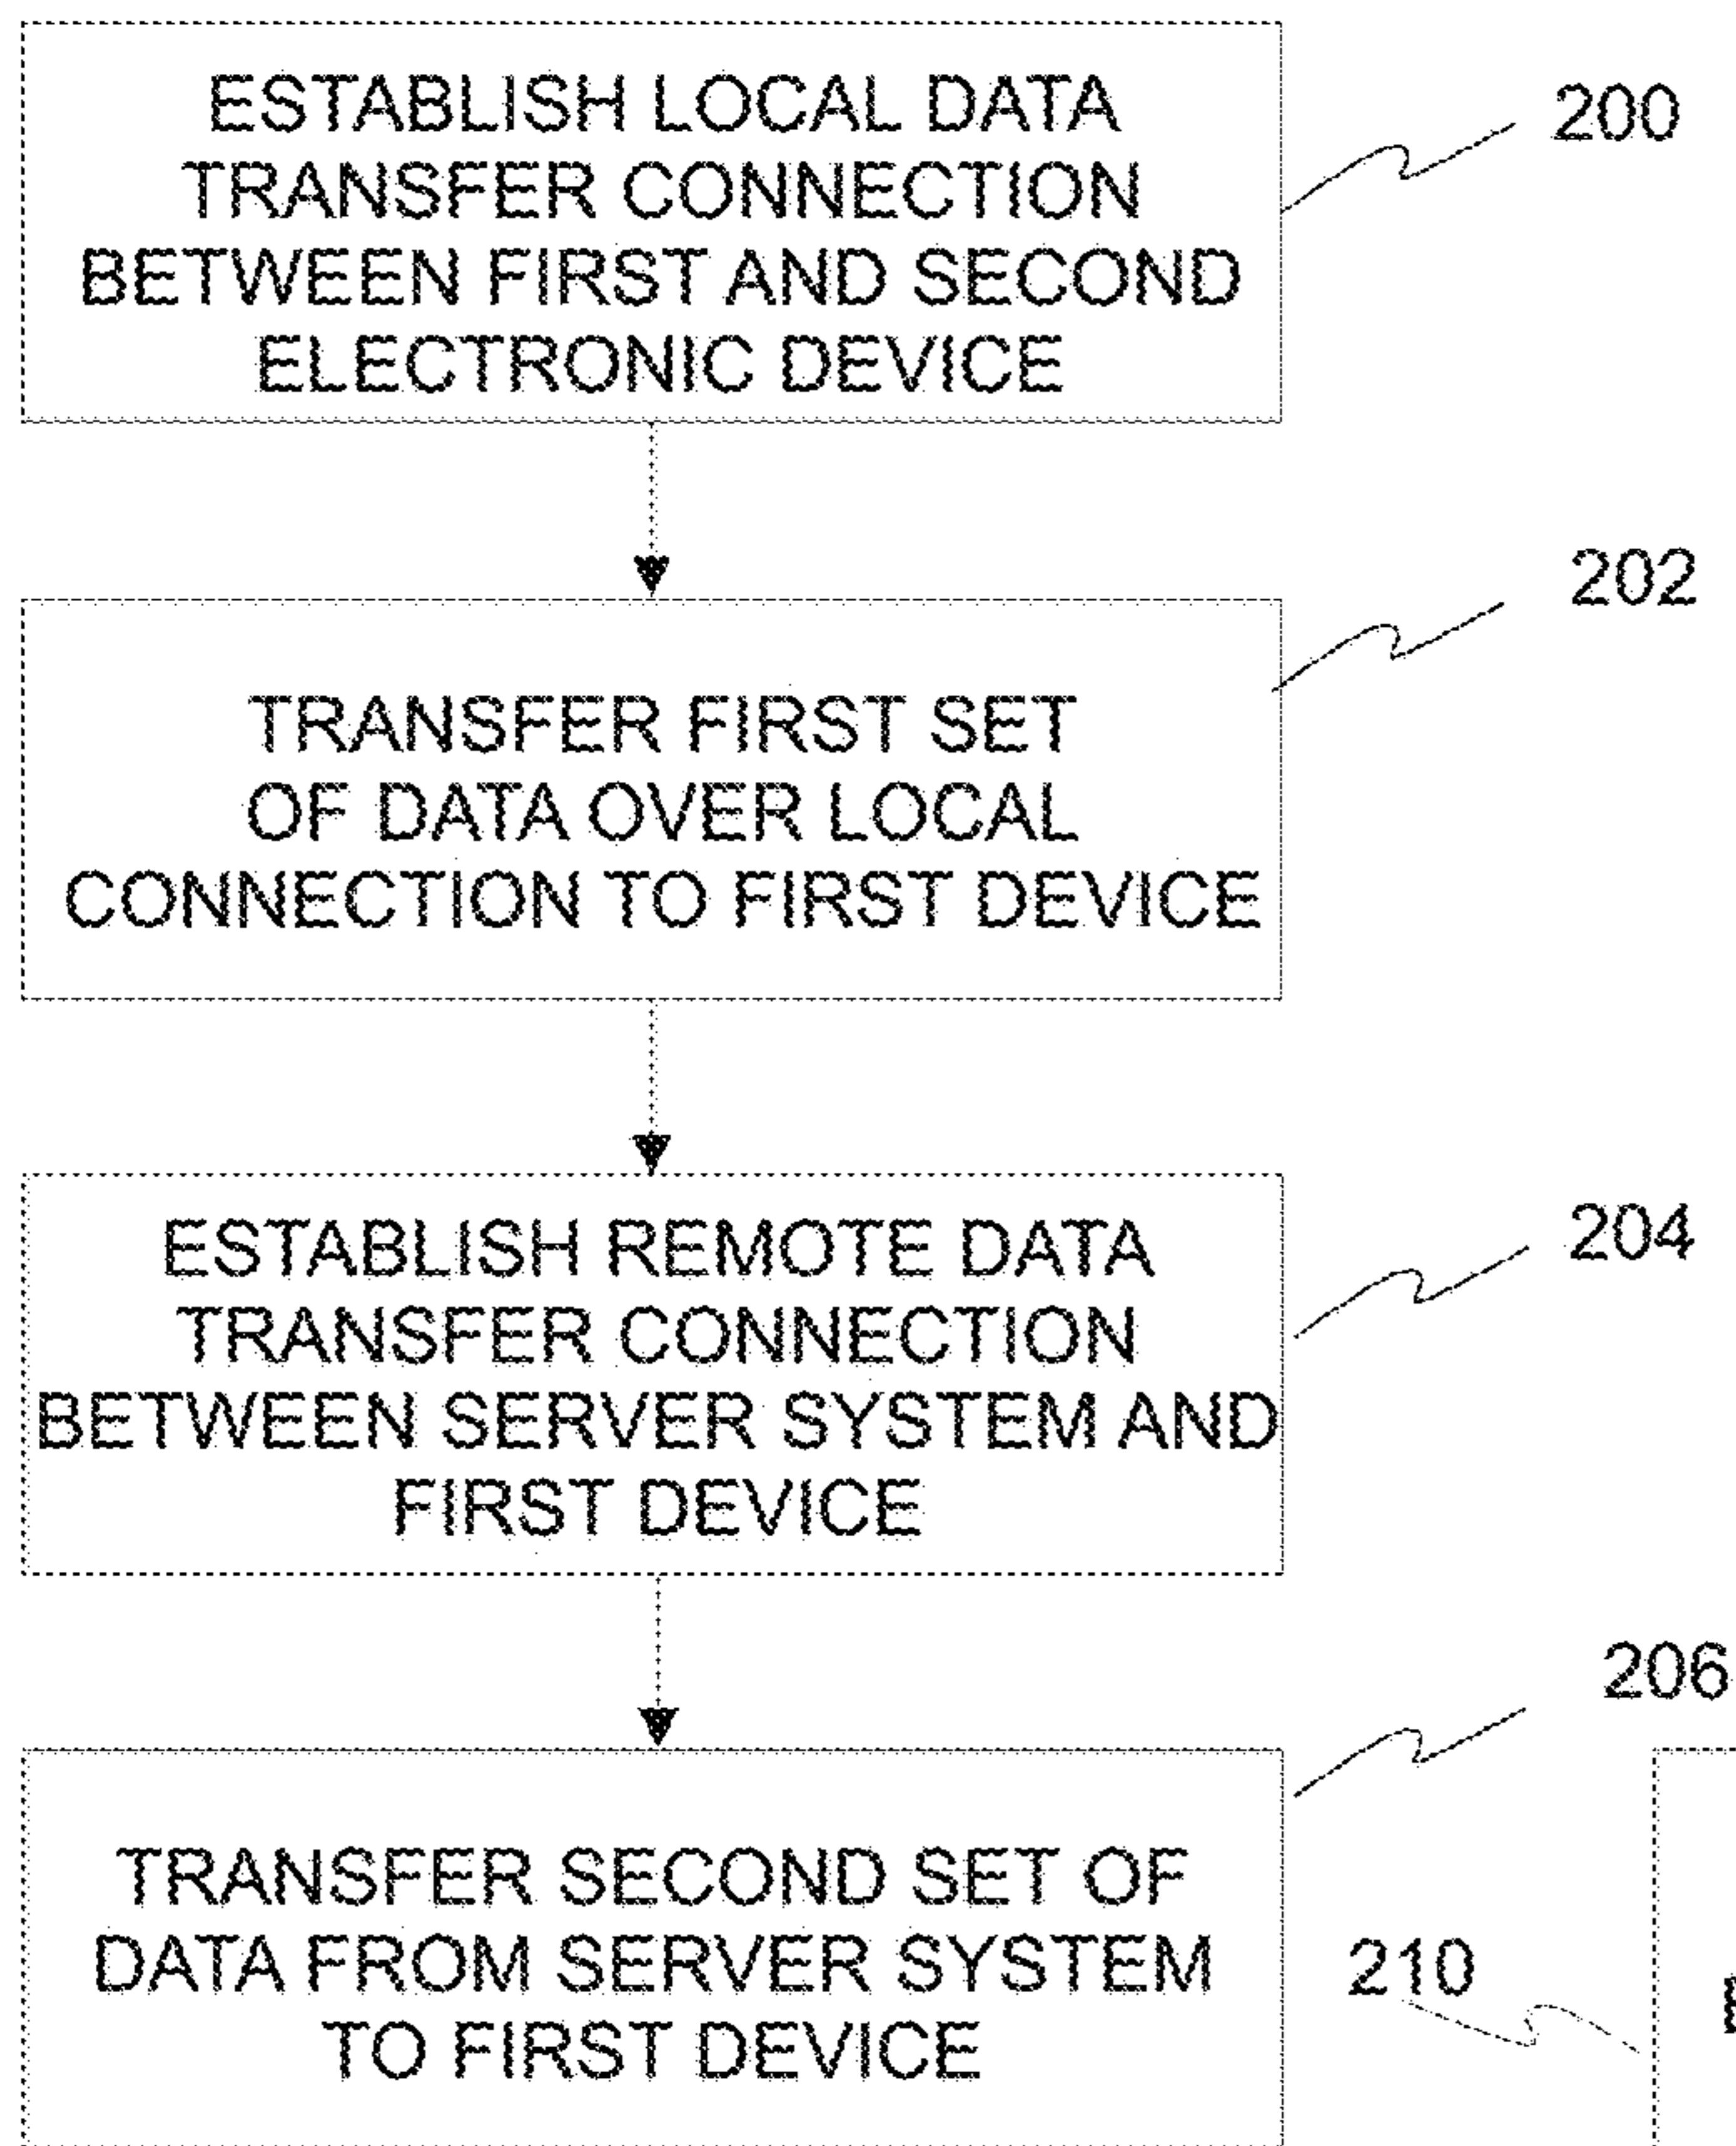 ESTABLISH LOCAL DATA
TRANSFER CONNECTION
BETWEEN FIRST AND SECOND
ELECTRONIC DEVICE
200
202
TRANSFER FIRST SET
OF DATA OVER LOCAL
CONNECTION TO FIRST DEVICE
204
ESTABLISH REMOTE DATA
TRANSFER CONNECTION
BETWEEN SERVER SYSTEM AND
FIRST DEVICE
206
TRANSFER SECOND SET OF
DATA FROM SERVER SYSTEM
TO FIRST DEVICE
210